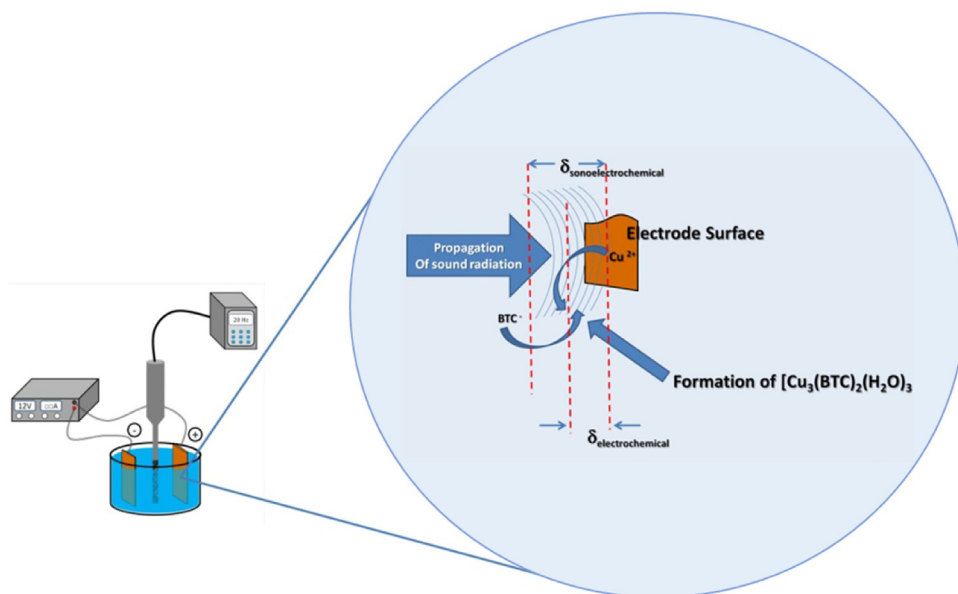 δsonoelectrochemical
Electrode Surface
Propagation
Of sound radiation
Cu ²⁺
BTC⁻
Formation of [Cu₃(BTC)₂(H₂O)₃
δelectrochemical
20 Hz
12V
-
+